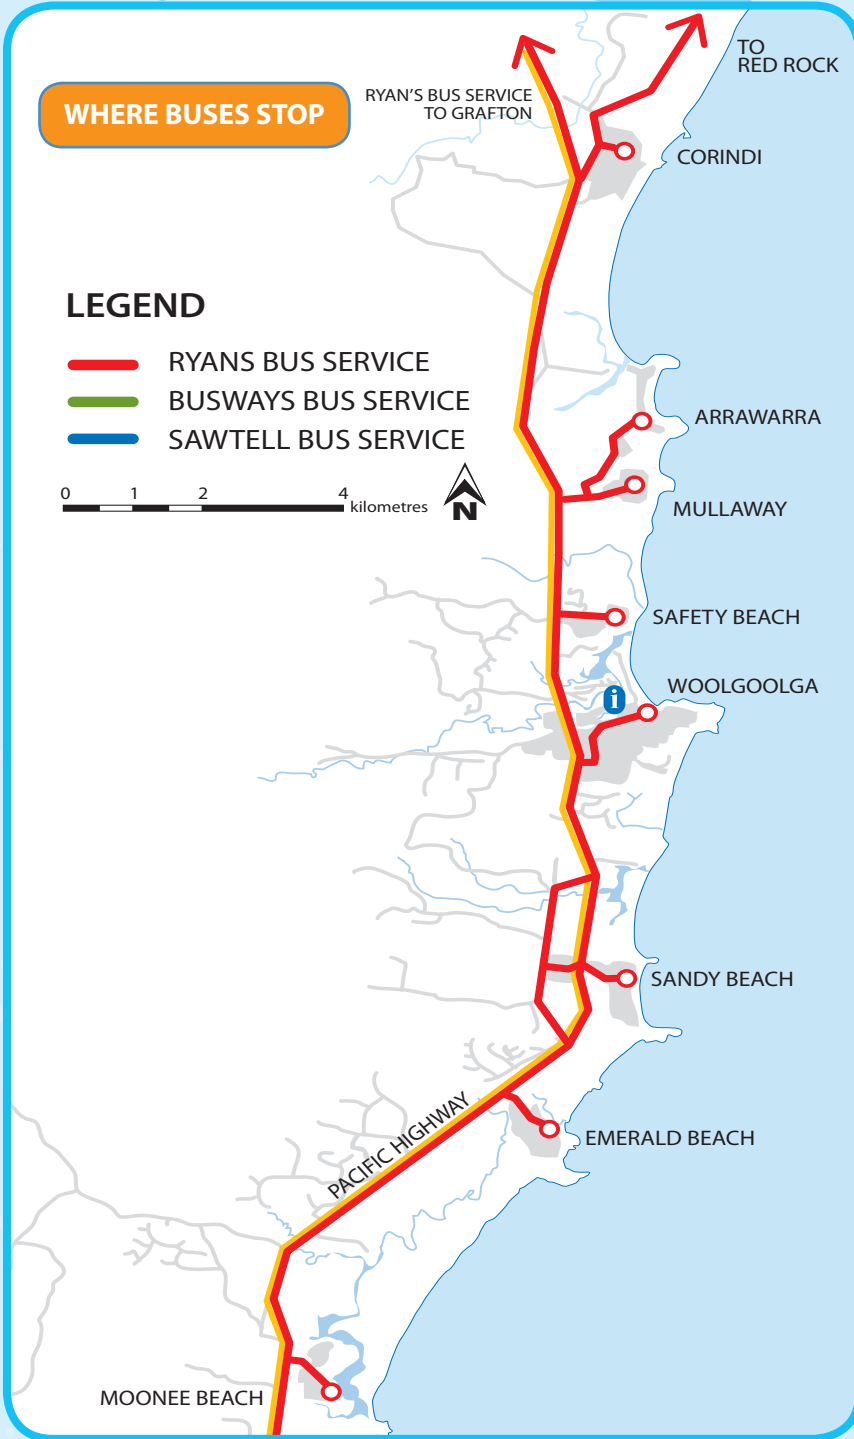 WHERE BUSES STOP
RYAN'S BUS SERVICE
TO GRAFTON
TO
RED ROCK
CORINDI
LEGEND
RYANS BUS SERVICE
BUSWAYS BUS SERVICE
SAWTELL BUS SERVICE
0 1 2 4 kilometres
N
ARRAWARRA
MULLAWAY
SAFETY BEACH
WOOLGOOLGA
i
SANDY BEACH
EMERALD BEACH
PACIFIC HIGHWAY
MOONEE BEACH